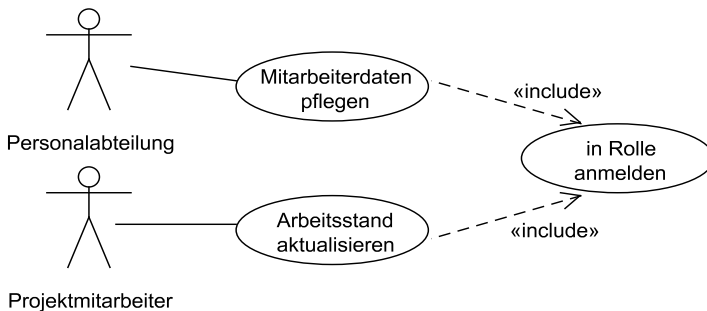 Mitarbeiterdaten
pflegen
«include»
Personalabteilung
in Rolle
anmelden
Arbeitsstand
aktualisieren
«include»
Projektmitarbeiter